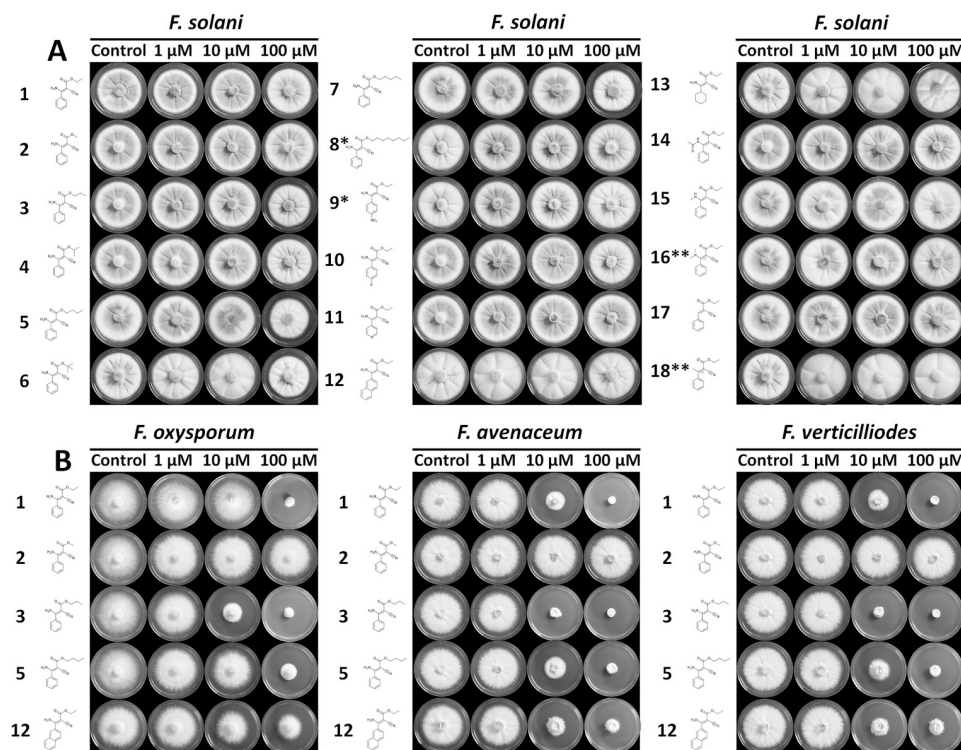 F. solani F. solani F. solani
A Control 1 µM 10 µM 100 µM Control 1 µM 10 µM 100 µM Control 1 µM 10 µM 100 µM
1 7 13
2 8* 14
3 9* 15
4 10 16**
5 11 17
6 12 18**
F. oxysporum F. avenaceum F. verticilliodes
B Control 1 µM 10 µM 100 µM Control 1 µM 10 µM 100 µM Control 1 µM 10 µM 100 µM
1 1 1
2 2 2
3 3 3
5 5 5
12 12 12